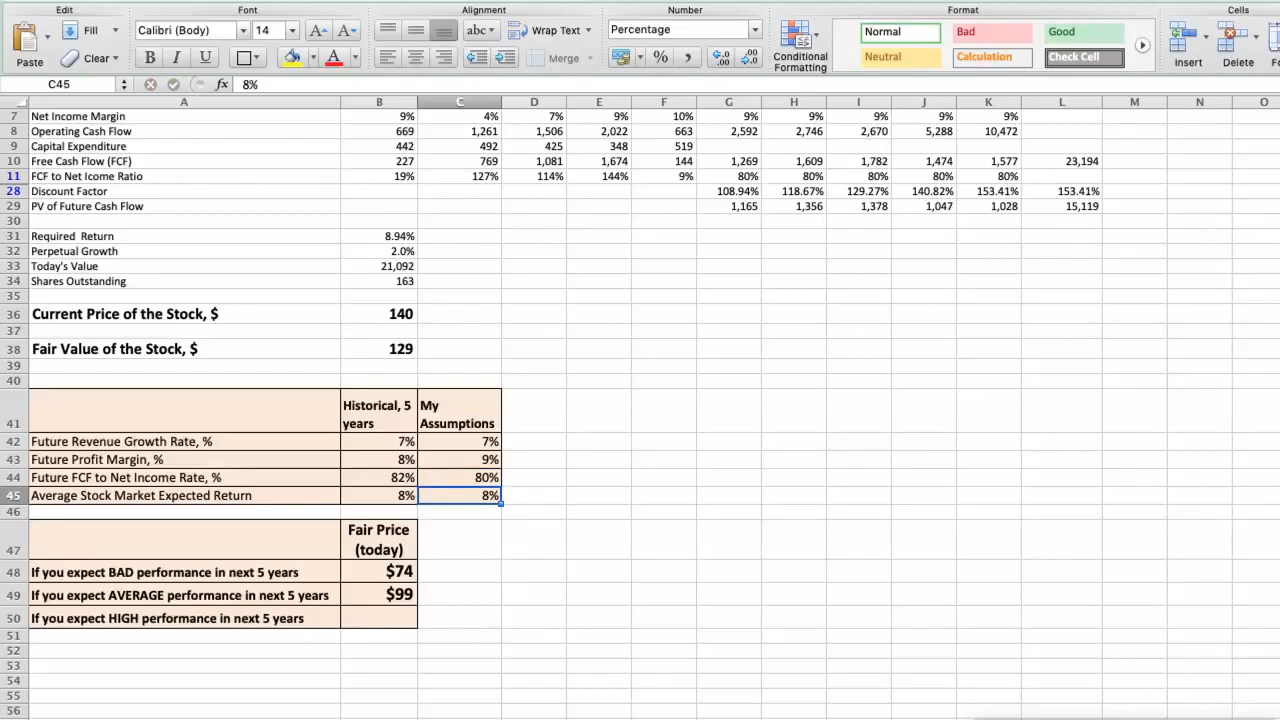 Edit Font Alignment Number Format Cells
Fill Calibri (Body) 14 A A abc Wrap Text Percentage Normal Bad Good
Paste Clear B I U A Merge % Conditional Formatting Neutral Calculation Check Cell Insert Delete
C45 fx 8%
A B C D E F G H I J K L M N O
7 Net Income Margin 9% 4% 7% 9% 10% 9% 9% 9% 9% 9%
8 Operating Cash Flow 669 1,261 1,506 2,022 663 2,592 2,746 2,670 5,288 10,472
9 Capital Expenditure 442 492 425 348 519
10 Free Cash Flow (FCF) 227 769 1,081 1,674 144 1,269 1,609 1,782 1,474 1,577 23,194
11 FCF to Net Icome Ratio 19% 127% 114% 144% 9% 80% 80% 80% 80% 80%
28 Discount Factor 108.94% 118.67% 129.27% 140.82% 153.41% 153.41%
29 PV of Future Cash Flow 1,165 1,356 1,378 1,047 1,028 15,119
30
31 Required Return 8.94%
32 Perpetual Growth 2.0%
33 Today's Value 21,092
34 Shares Outstanding 163
35
36 Current Price of the Stock, $ 140
37
38 Fair Value of the Stock, $ 129
39
40
41 Historical, 5 years My Assumptions
42 Future Revenue Growth Rate, % 7% 7%
43 Future Profit Margin, % 8% 9%
44 Future FCF to Net Income Rate, % 82% 80%
45 Average Stock Market Expected Return 8% 8%
46
47 Fair Price (today)
48 If you expect BAD performance in next 5 years $74
49 If you expect AVERAGE performance in next 5 years $99
50 If you expect HIGH performance in next 5 years
51
52
53
54
55
56